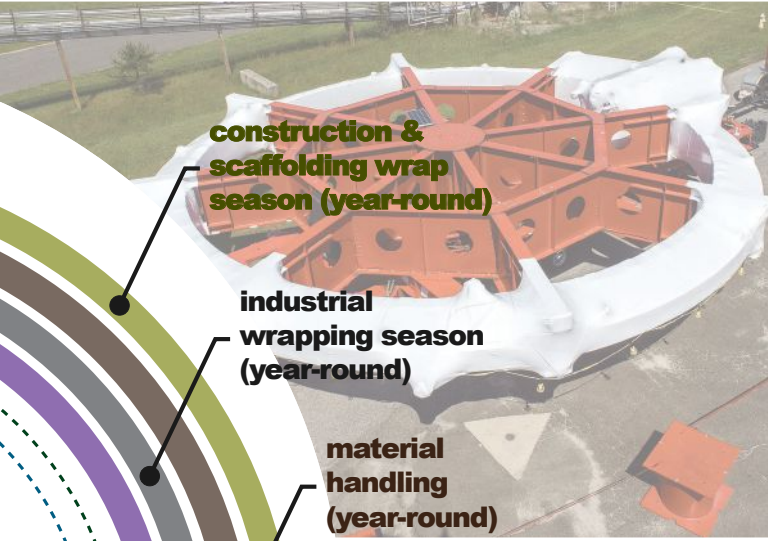 construction &
scaffolding wrap
season (year-round)
industrial
wrapping season
(year-round)
material
handling
(year-round)